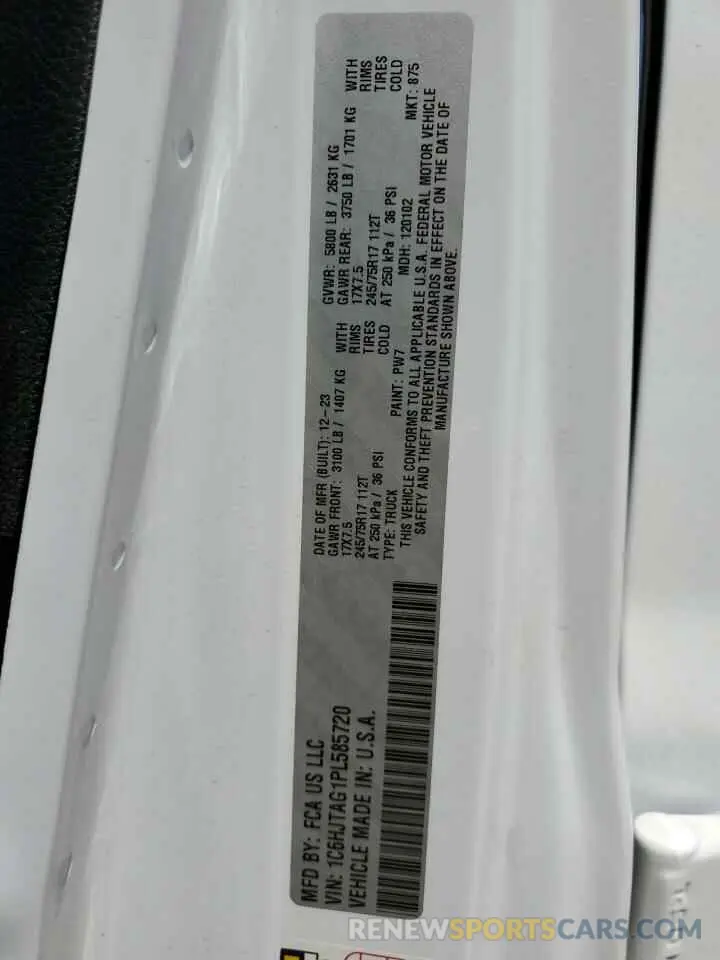 MFD BY: FCA US LLC
VIN: 1C6HJTAG1PL585720
VEHICLE MADE IN: U.S.A.
DATE OF MFR (BUILT): 12-23
GVWR: 5800 LB / 2631 KG
GAWR FRONT: 3100 LB / 1407 KG WITH
GAWR REAR: 3750 LB / 1701 KG WITH
17X7.5 RIMS
17X7.5 RIMS
245/75R17 112T TIRES
245/75R17 112T TIRES
AT 250 kPa / 36 PSI COLD
AT 250 kPa / 36 PSI COLD
TYPE: TRUCK PAINT: PW7 MDH: 120102 MKT: 875
THIS VEHICLE CONFORMS TO ALL APPLICABLE U.S.A. FEDERAL MOTOR VEHICLE
SAFETY AND THEFT PREVENTION STANDARDS IN EFFECT ON THE DATE OF
MANUFACTURE SHOWN ABOVE.
RENEWSPORTSCARS.COM